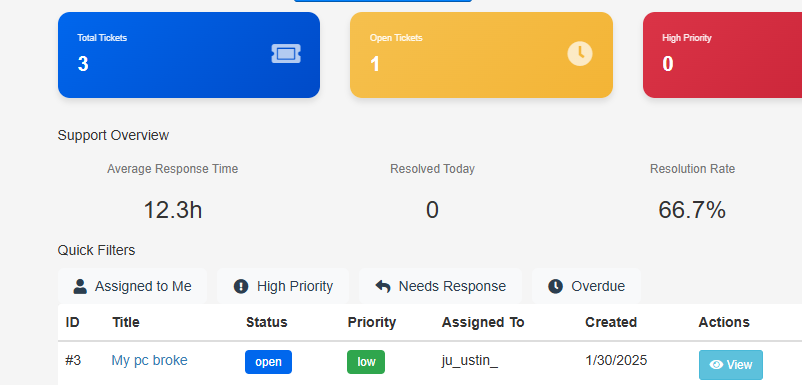 Total Tickets
3
Open Tickets
1
High Priority
0
Support Overview
Average Response Time
Resolved Today
Resolution Rate
12.3h
0
66.7%
Quick Filters
Assigned to Me
High Priority
Needs Response
Overdue
ID Title Status Priority Assigned To Created Actions
#3 My pc broke open low ju_ustin_ 1/30/2025 View